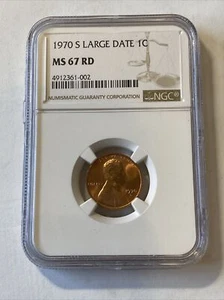 1970 S LARGE DATE 1C
MS 67 RD
4912361-002
NUMISMATIC GUARANTY CORPORATION
NGC